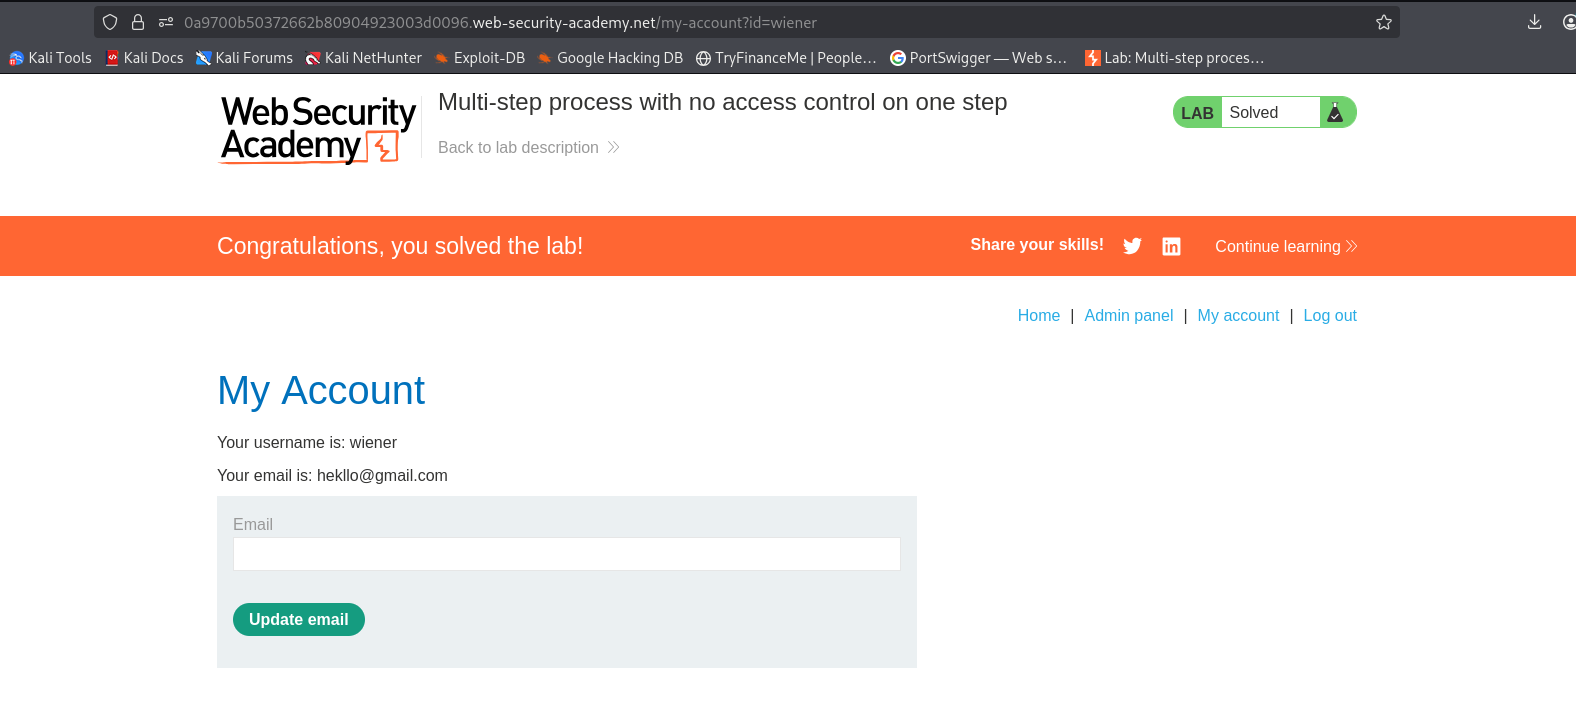 0a9700b50372662b80904923003d0096.web-security-academy.net/my-account?id=wiener
Kali Tools Kali Docs Kali Forums Kali NetHunter Exploit-DB Google Hacking DB TryFinanceMe | People… PortSwigger — Web s… Lab: Multi-step proces…
Web Security Academy
Multi-step process with no access control on one step
LAB Solved
Back to lab description
Congratulations, you solved the lab!
Share your skills! Continue learning
Home | Admin panel | My account | Log out
My Account
Your username is: wiener
Your email is: hekllo@gmail.com
Email
Update email